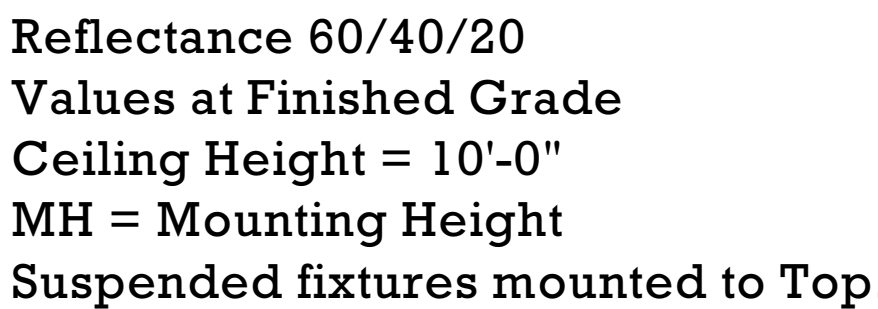 Reflectance 60/40/20
Values at Finished Grade
Ceiling Height = 10'-0"
MH = Mounting Height
Suspended fixtures mounted to Top